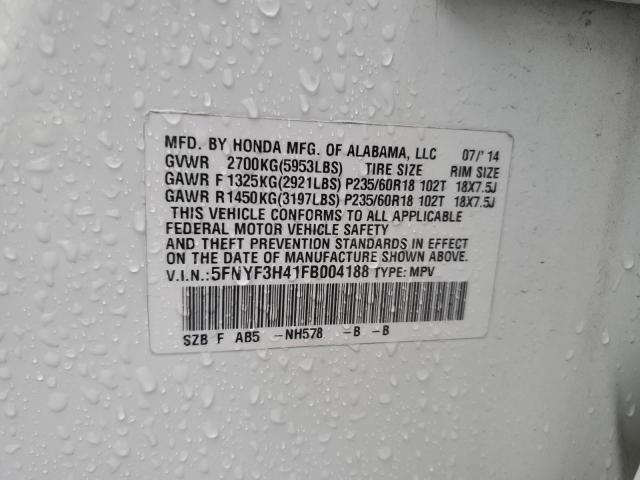 MFD. BY HONDA MFG. OF ALABAMA, LLC 07/'14
GVWR 2700KG(5953LBS) TIRE SIZE RIM SIZE
GAWR F1325KG(2921LBS) P235/60R18 102T 18X7.5J
GAWR R1450KG(3197LBS) P235/60R18 102T 18X7.5J
THIS VEHICLE CONFORMS TO ALL APPLICABLE
FEDERAL MOTOR VEHICLE SAFETY
AND THEFT PREVENTION STANDARDS IN EFFECT
ON THE DATE OF MANUFACTURE SHOWN ABOVE.
V.I.N.:5FNYF3H41FB004188 TYPE: MPV
SZB F AB5 -NH578 -B -B